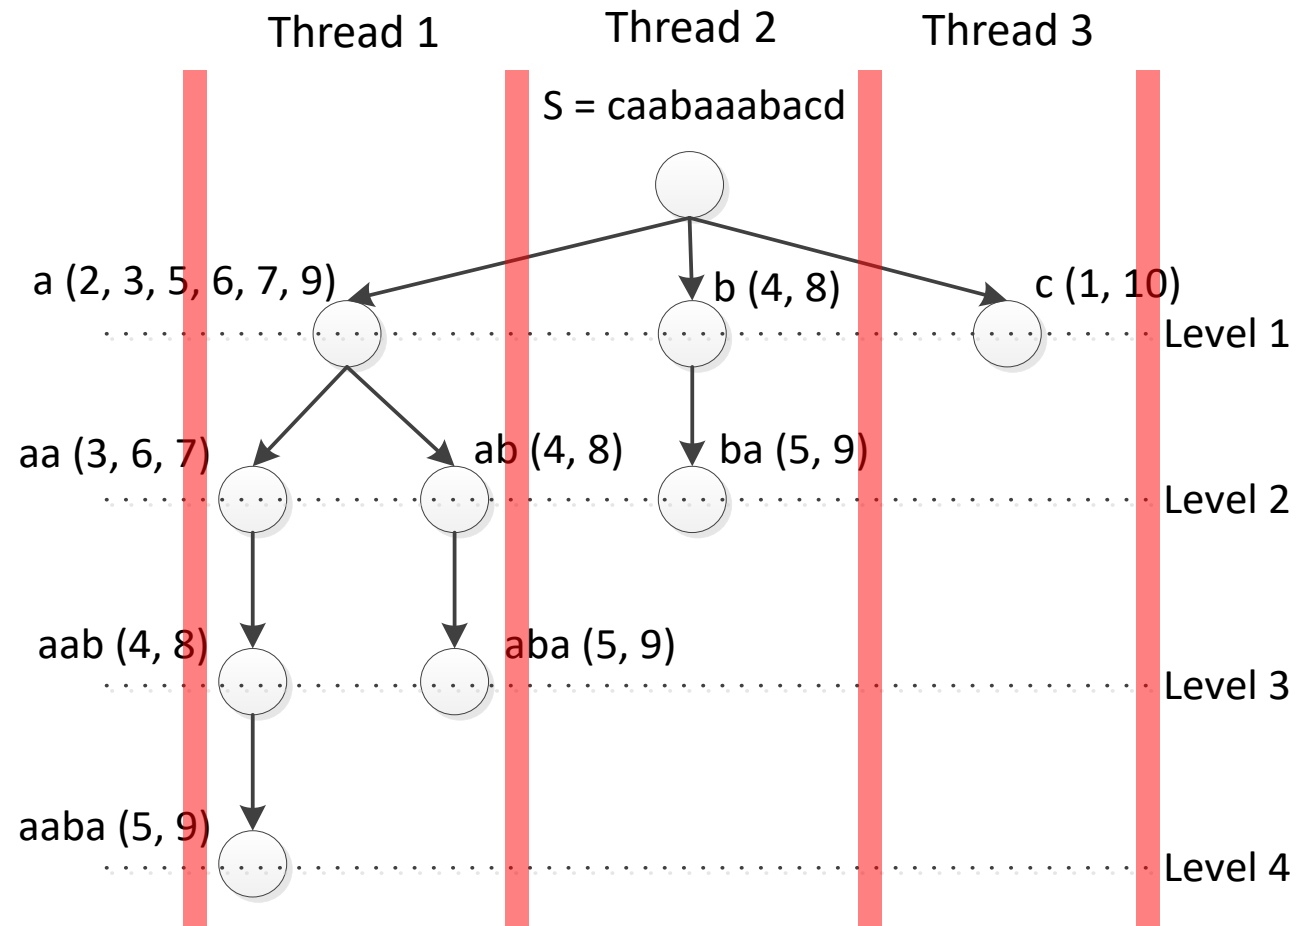 Thread 1
Thread 2
Thread 3
S = caabaaabacd
a (2, 3, 5, 6, 7, 9)
b (4, 8)
c (1, 10)
Level 1
aa (3, 6, 7)
ab (4, 8)
ba (5, 9)
Level 2
aab (4, 8)
aba (5, 9)
Level 3
aaba (5, 9)
Level 4